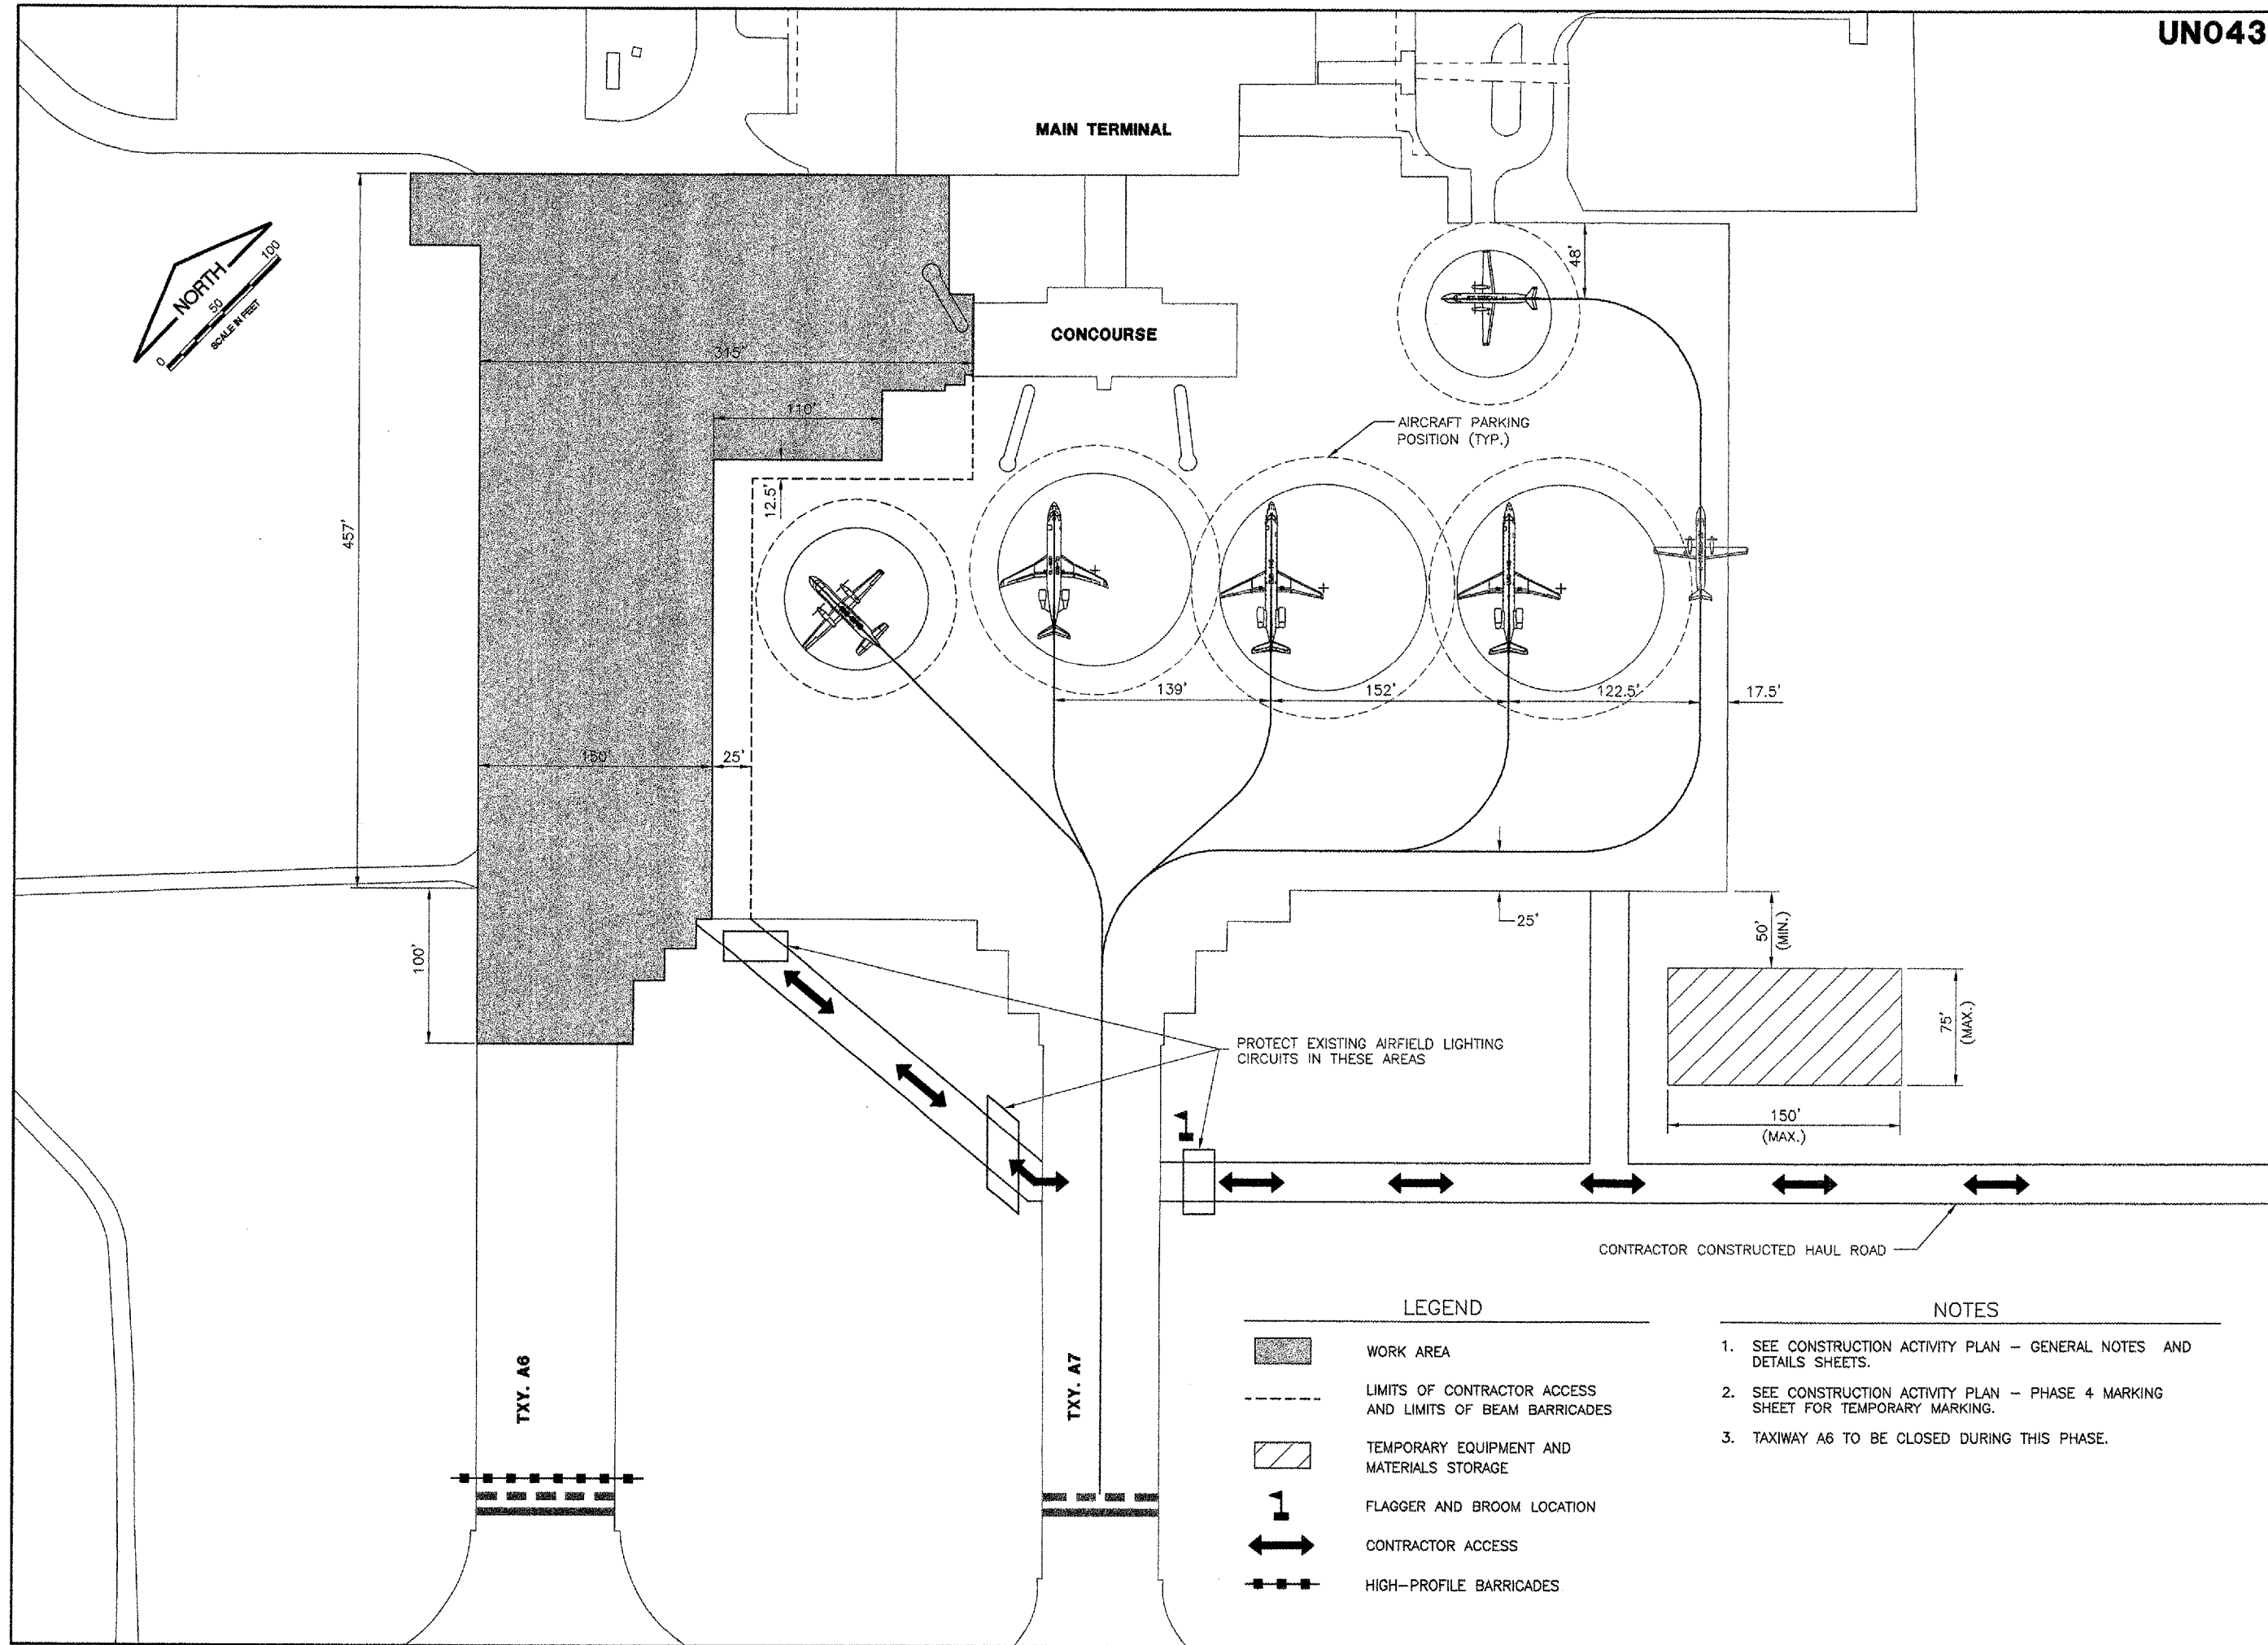 UN043
MAIN TERMINAL
NORTH
0
50
100
SCALE IN FEET
48'
CONCOURSE
315'
110'
AIRCRAFT PARKING
POSITION (TYP.)
12.5'
457'
139'
152'
122.5'
17.5'
150'
25'
25'
100'
50'
(MIN.)
75'
(MAX.)
150'
(MAX.)
PROTECT EXISTING AIRFIELD LIGHTING
CIRCUITS IN THESE AREAS
CONTRACTOR CONSTRUCTED HAUL ROAD
TXY. A6
TXY. A7
LEGEND
WORK AREA
LIMITS OF CONTRACTOR ACCESS
AND LIMITS OF BEAM BARRICADES
TEMPORARY EQUIPMENT AND
MATERIALS STORAGE
FLAGGER AND BROOM LOCATION
CONTRACTOR ACCESS
HIGH-PROFILE BARRICADES
NOTES
1. SEE CONSTRUCTION ACTIVITY PLAN – GENERAL NOTES AND
DETAILS SHEETS.
2. SEE CONSTRUCTION ACTIVITY PLAN – PHASE 4 MARKING
SHEET FOR TEMPORARY MARKING.
3. TAXIWAY A6 TO BE CLOSED DURING THIS PHASE.